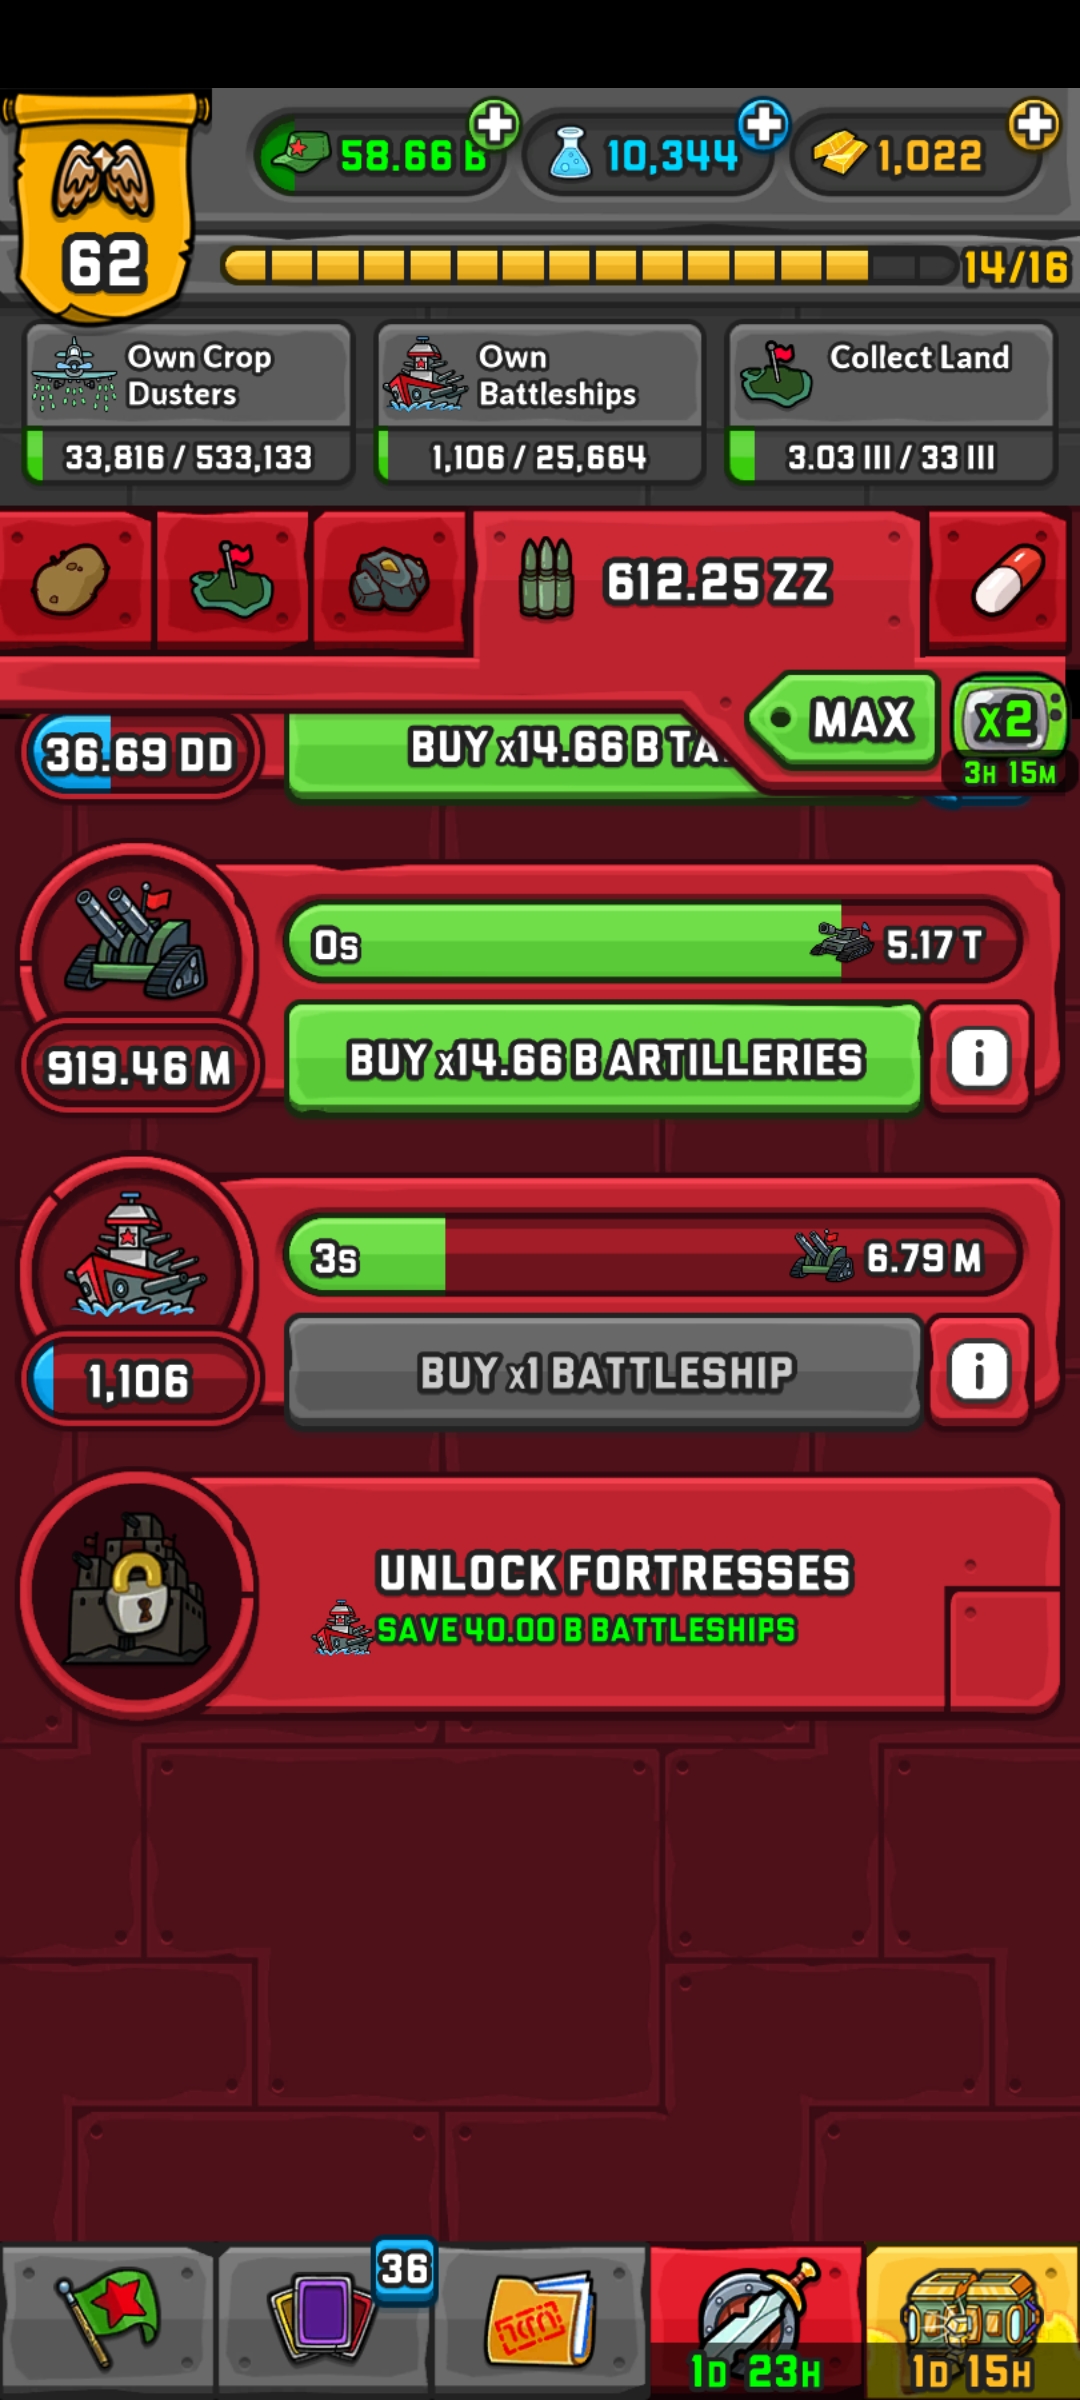 58.66 B
10,344
1,022
62
14/16
Own Crop
Dusters
33,816 / 533,133
Own
Battleships
1,106 / 25,664
Collect Land
3.03 III / 33 III
612.25 ZZ
MAX
x2
3H 15M
36.69 DD
BUY x14.66 B
0s
5.17 T
919.46 M
BUY x14.66 B ARTILLERIES
i
3s
6.79 M
1,106
BUY x1 BATTLESHIP
i
UNLOCK FORTRESSES
SAVE 40.00 B BATTLESHIPS
36
1D 23H
1D 15H